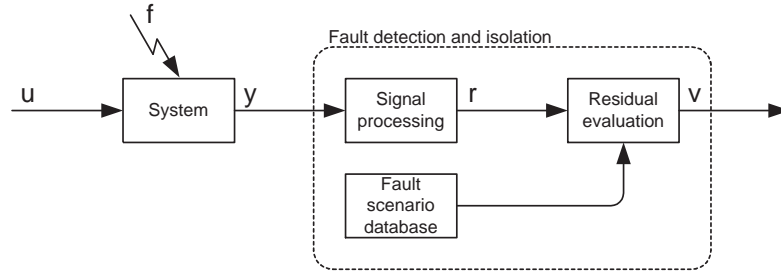 f
Fault detection and isolation
u
System
y
Signal
processing
r
Residual
evaluation
v
Fault
scenario
database